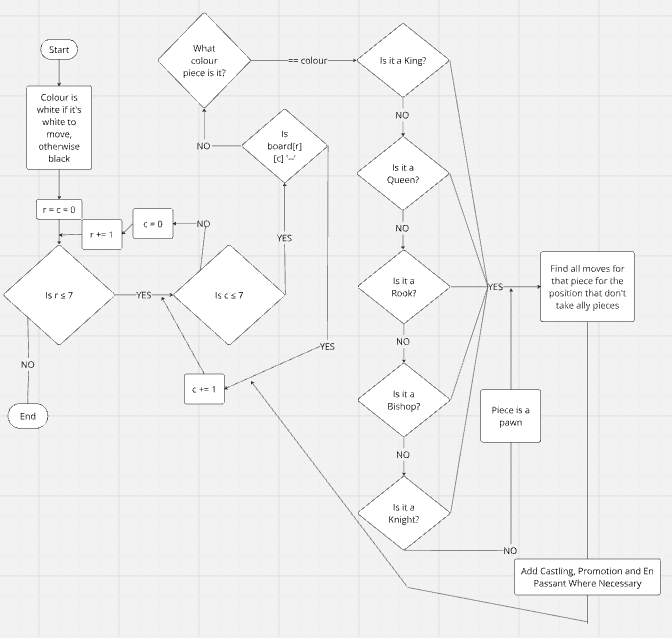 Start
Colour is
white if it's
white to
move,
otherwise
black
r = c = 0
r += 1
c = 0
NO
Is r ≤ 7
YES
Is c ≤ 7
NO
End
c += 1
YES
YES
Is
board[r]
[c] '--'
NO
What
colour
piece is it?
== colour
Is it a King?
NO
Is it a
Queen?
NO
Is it a
Rook?
NO
Is it a
Bishop?
NO
Is it a
Knight?
NO
YES
Piece is a
pawn
Find all moves for
that piece for the
position that don't
take ally pieces
Add Castling, Promotion and En
Passant Where Necessary